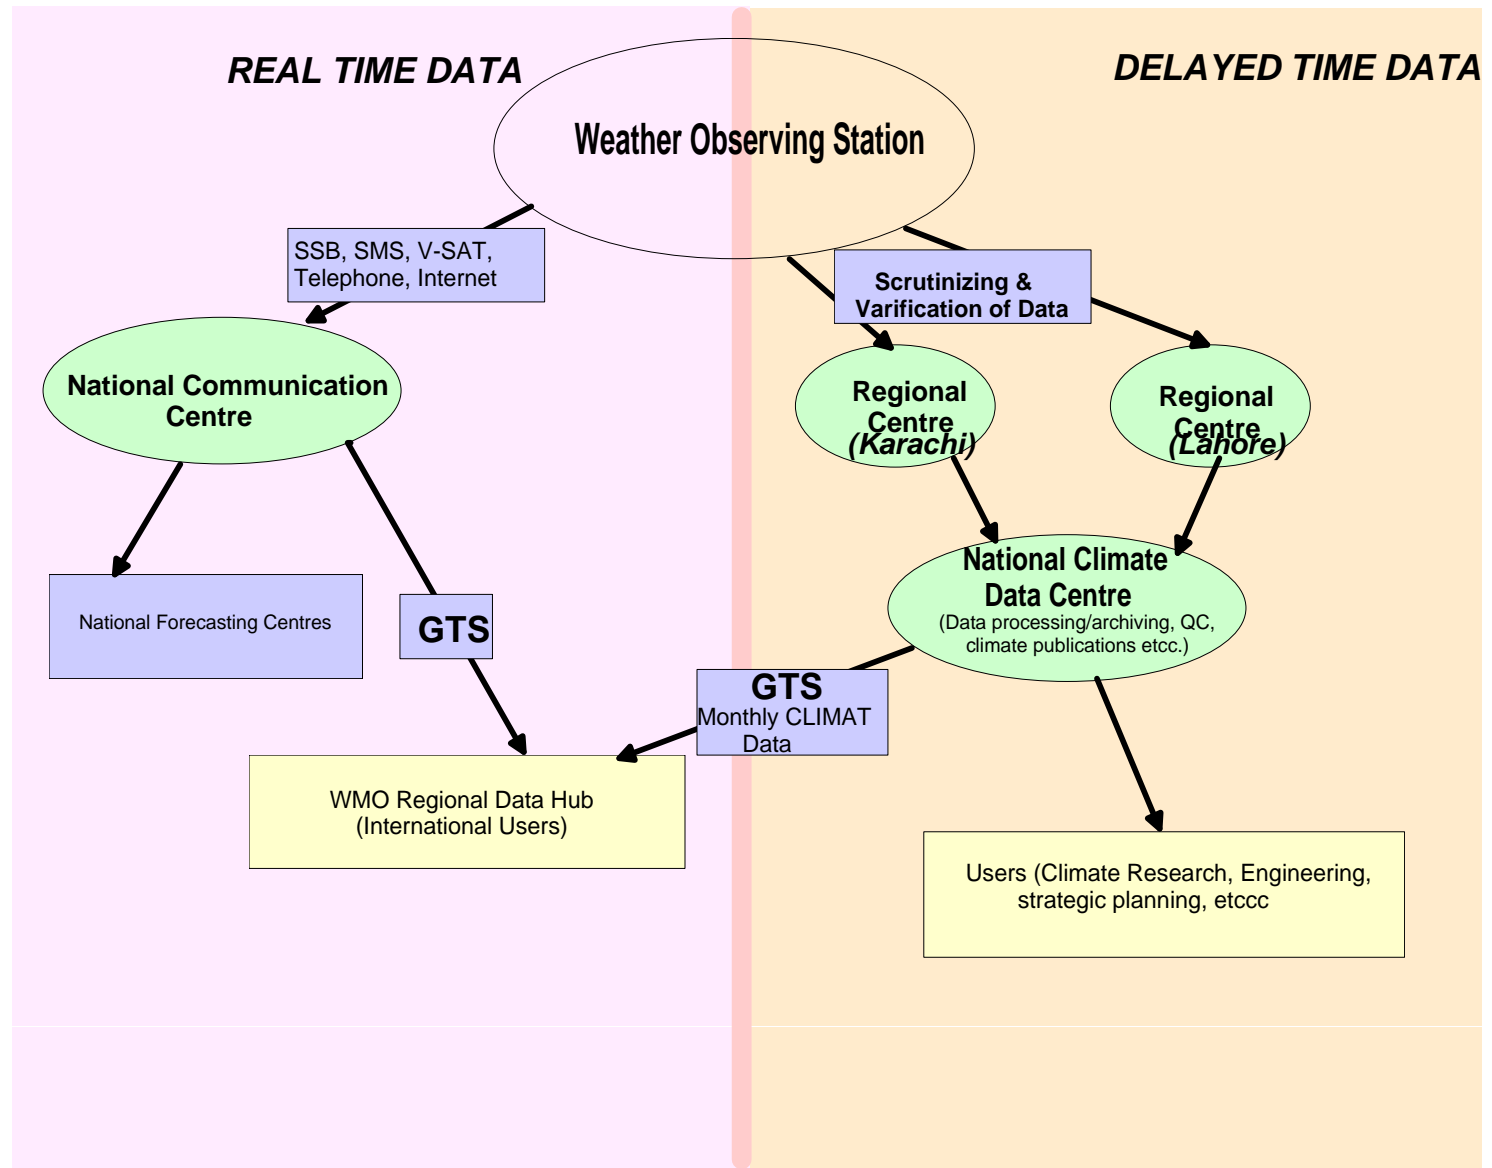 REAL TIME DATA
DELAYED TIME DATA
Weather Observing Station
SSB, SMS, V-SAT,
Telephone, Internet
Scrutinizing &
Varification of Data
National Communication
Centre
Regional
Centre
(Karachi)
Regional
Centre
(Lahore)
National Climate
Data Centre
(Data processing/archiving, QC,
climate publications etcc.)
National Forecasting Centres
GTS
GTS
Monthly CLIMAT
Data
WMO Regional Data Hub
(International Users)
Users (Climate Research, Engineering,
strategic planning, etccc